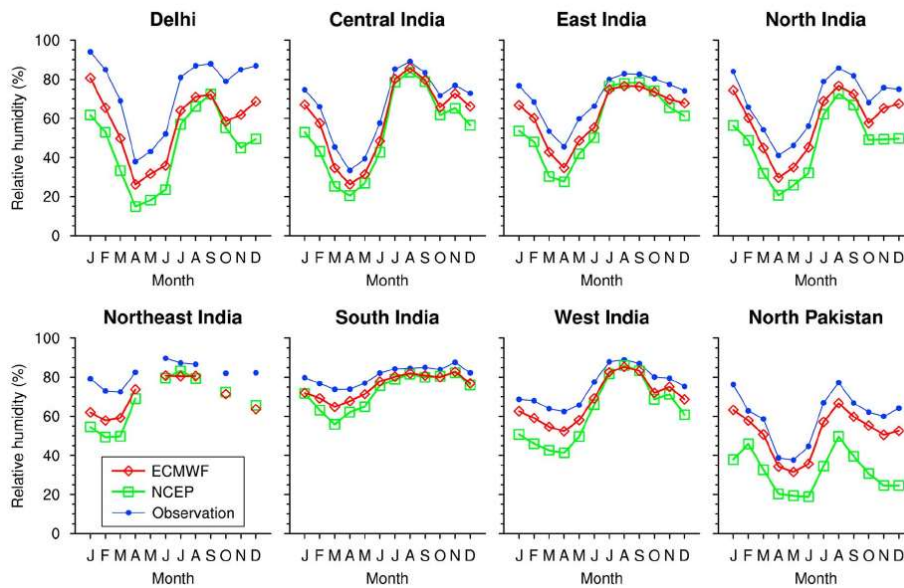 Delhi Central India East India North India
Relative humidity (%)
100
80
60
40
20
0
J F M A M J J A S O N D J F M A M J J A S O N D J F M A M J J A S O N D J F M A M J J A S O N D
Month Month Month Month
Northeast India South India West India North Pakistan
Relative humidity (%)
100
80
60
40
20
0
ECMWF
NCEP
Observation
J F M A M J J A S O N D J F M A M J J A S O N D J F M A M J J A S O N D J F M A M J J A S O N D
Month Month Month Month